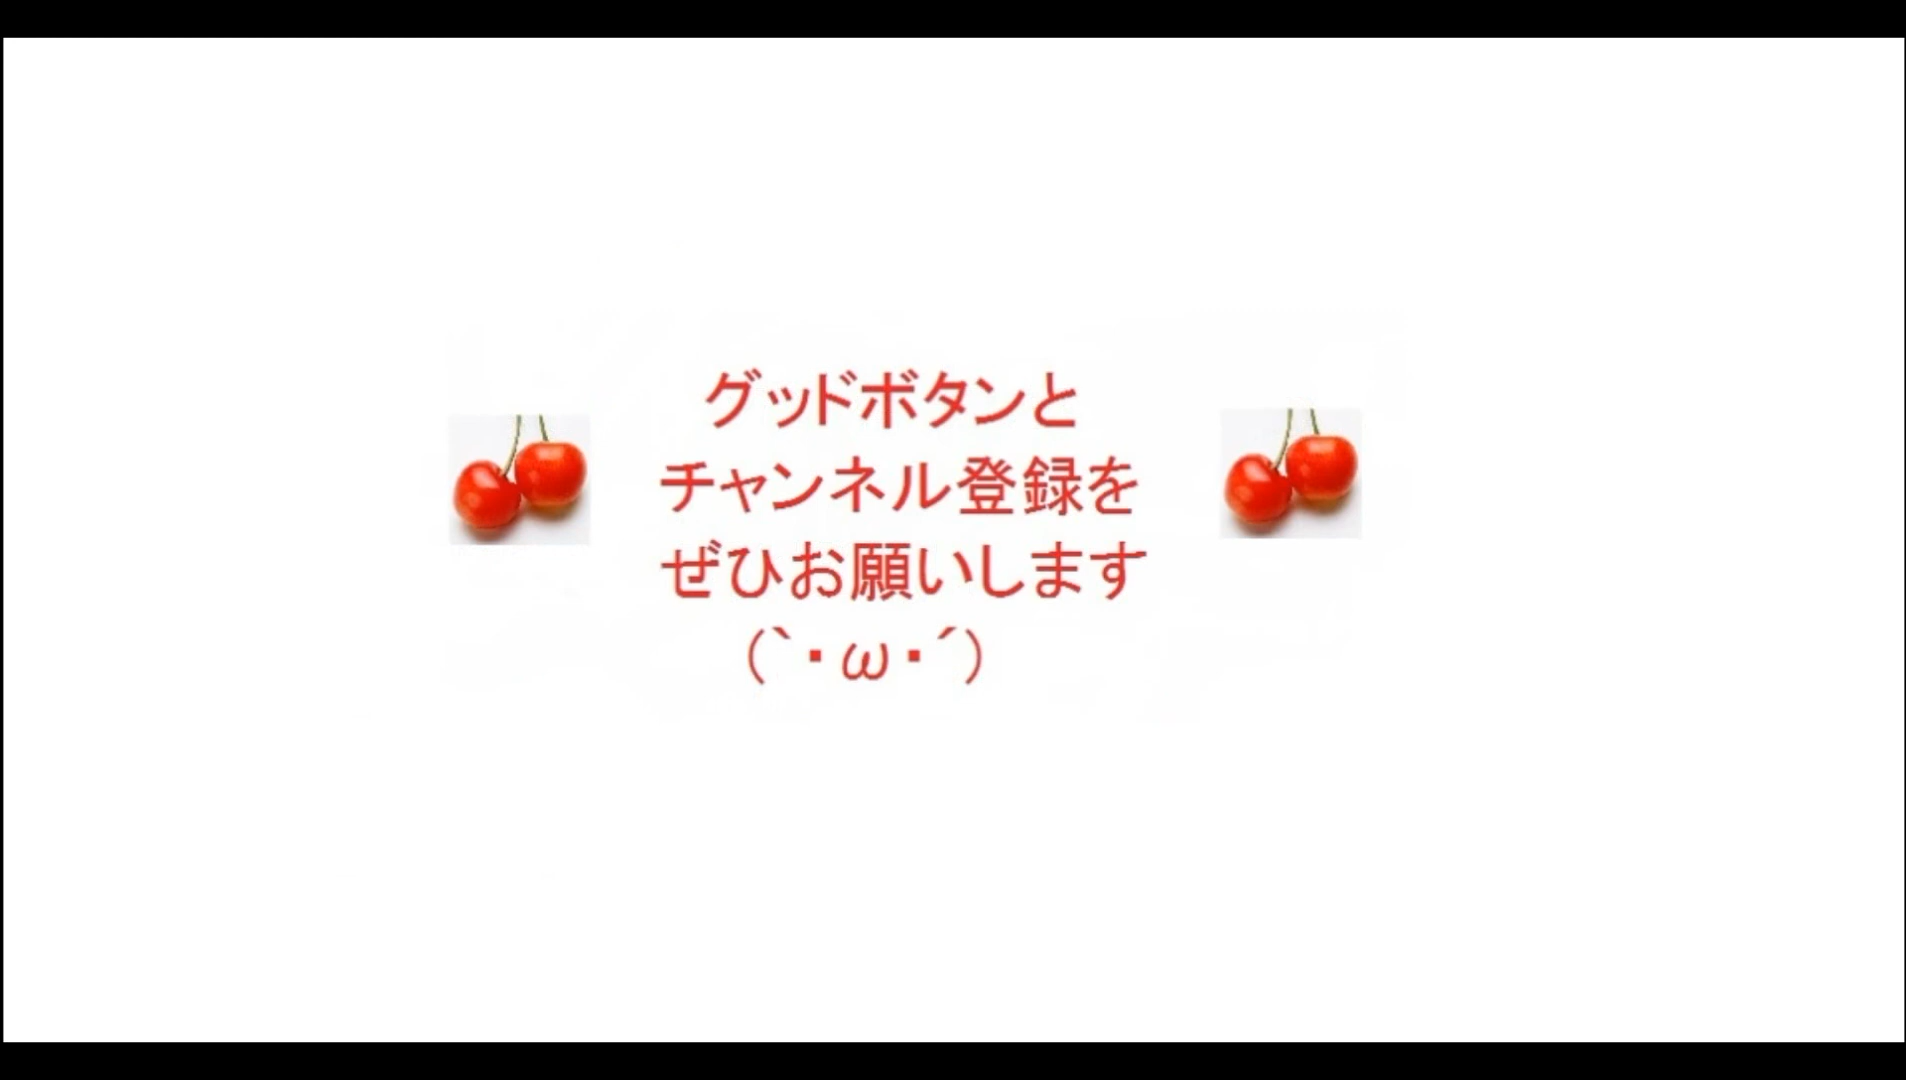 グッドボタンと
チャンネル登録を
ぜひお願いします
(`・ω・´)